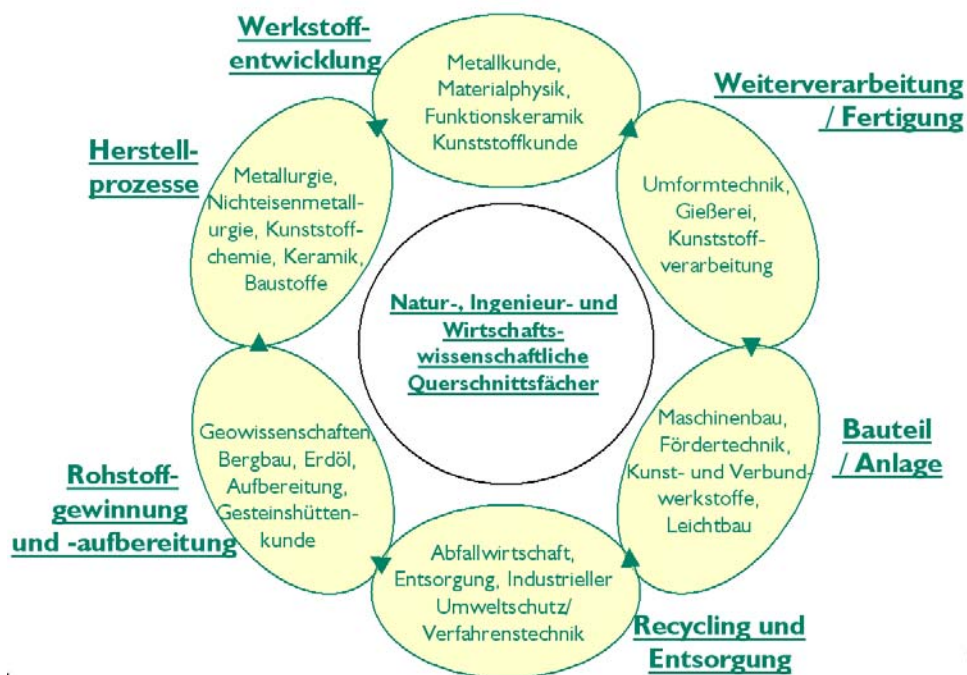 Werkstoff-
entwicklung
Metallkunde,
Materialphysik,
Funktionskeramik
Kunststoffkunde
Weiterverarbeitung
/ Fertigung
Herstell-
prozesse
Metallurgie,
Nichteisenmetall-
urgie, Kunststoff-
chemie, Keramik,
Baustoffe
Umformtechnik,
Gießerei,
Kunststoff-
verarbeitung
Natur-, Ingenieur- und
Wirtschafts-
wissenschaftliche
Querschnittsfächer
Geowissenschaften,
Bergbau, Erdöl,
Aufbereitung,
Gesteinshütten-
kunde
Rohstoff-
gewinnung
und -aufbereitung
Maschinenbau,
Fördertechnik,
Kunst- und Verbund-
werkstoffe,
Leichtbau
Bauteil
/ Anlage
Abfallwirtschaft,
Entsorgung, Industrieller
Umweltschutz/
Verfahrenstechnik
Recycling und
Entsorgung